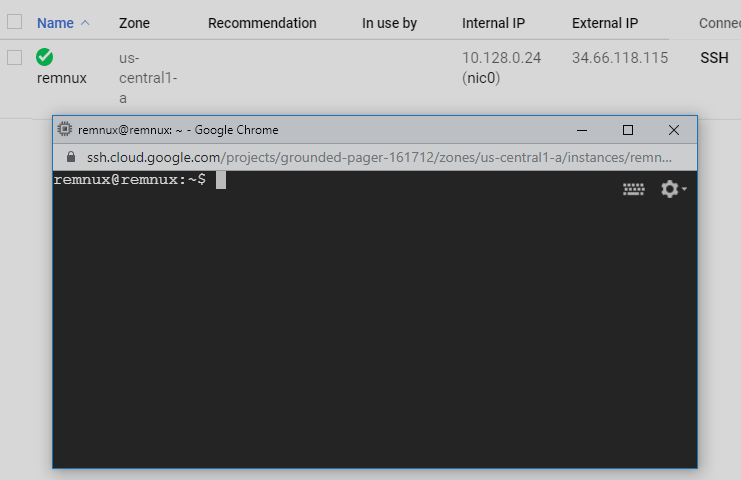 Name Zone Recommendation In use by Internal IP External IP Connec
remnux us- 10.128.0.24 34.66.118.115 SSH
central1- (nic0)
a
remnux@remnux: ~ - Google Chrome
ssh.cloud.google.com/projects/grounded-pager-161712/zones/us-central1-a/instances/remn...
remnux@remnux:~$